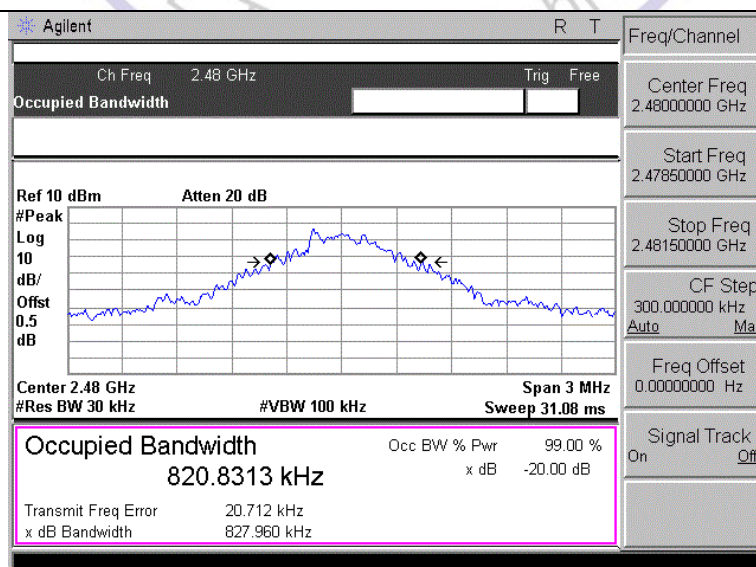 Agilent R T
Ch Freq 2.48 GHz Trig Free
Occupied Bandwidth
Ref 10 dBm Atten 20 dB
#Peak
Log
10
dB/
Offst
0.5
dB
Center 2.48 GHz Span 3 MHz
#Res BW 30 kHz #VBW 100 kHz Sweep 31.08 ms
Occupied Bandwidth Occ BW % Pwr 99.00 %
820.8313 kHz x dB -20.00 dB
Transmit Freq Error 20.712 kHz
x dB Bandwidth 827.960 kHz
Freq/Channel
Center Freq
2.48000000 GHz
Start Freq
2.47850000 GHz
Stop Freq
2.48150000 GHz
CF Step
300.000000 kHz
Auto Ma
Freq Offset
0.00000000 Hz
Signal Track
On Off